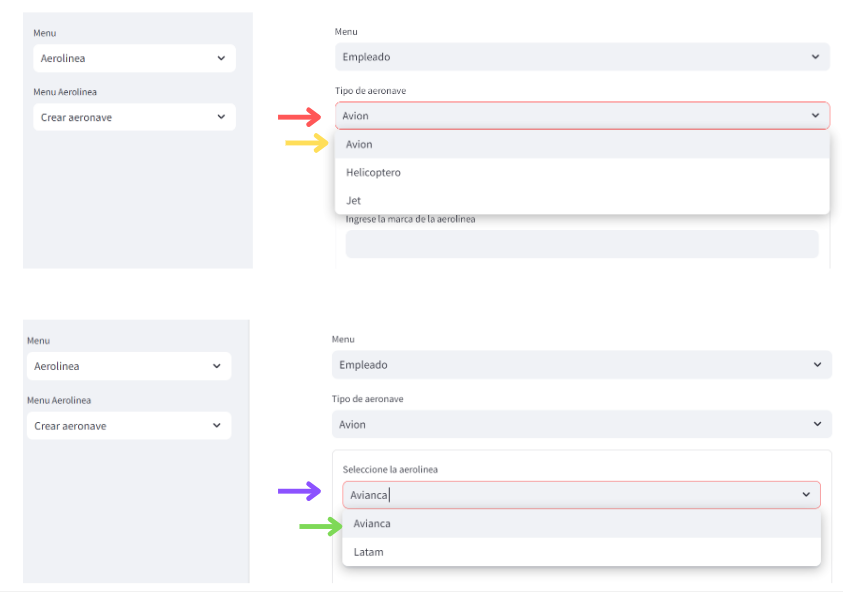 Menu
Aerolinea
Menu Aerolinea
Crear aeronave
Menu
Empleado
Tipo de aeronave
Avion
Avion
Helicoptero
Jet
Ingrese la marca de la aerolinea
Menu
Aerolinea
Menu Aerolinea
Crear aeronave
Menu
Empleado
Tipo de aeronave
Avion
Seleccione la aerolinea
Avianca
Avianca
Latam